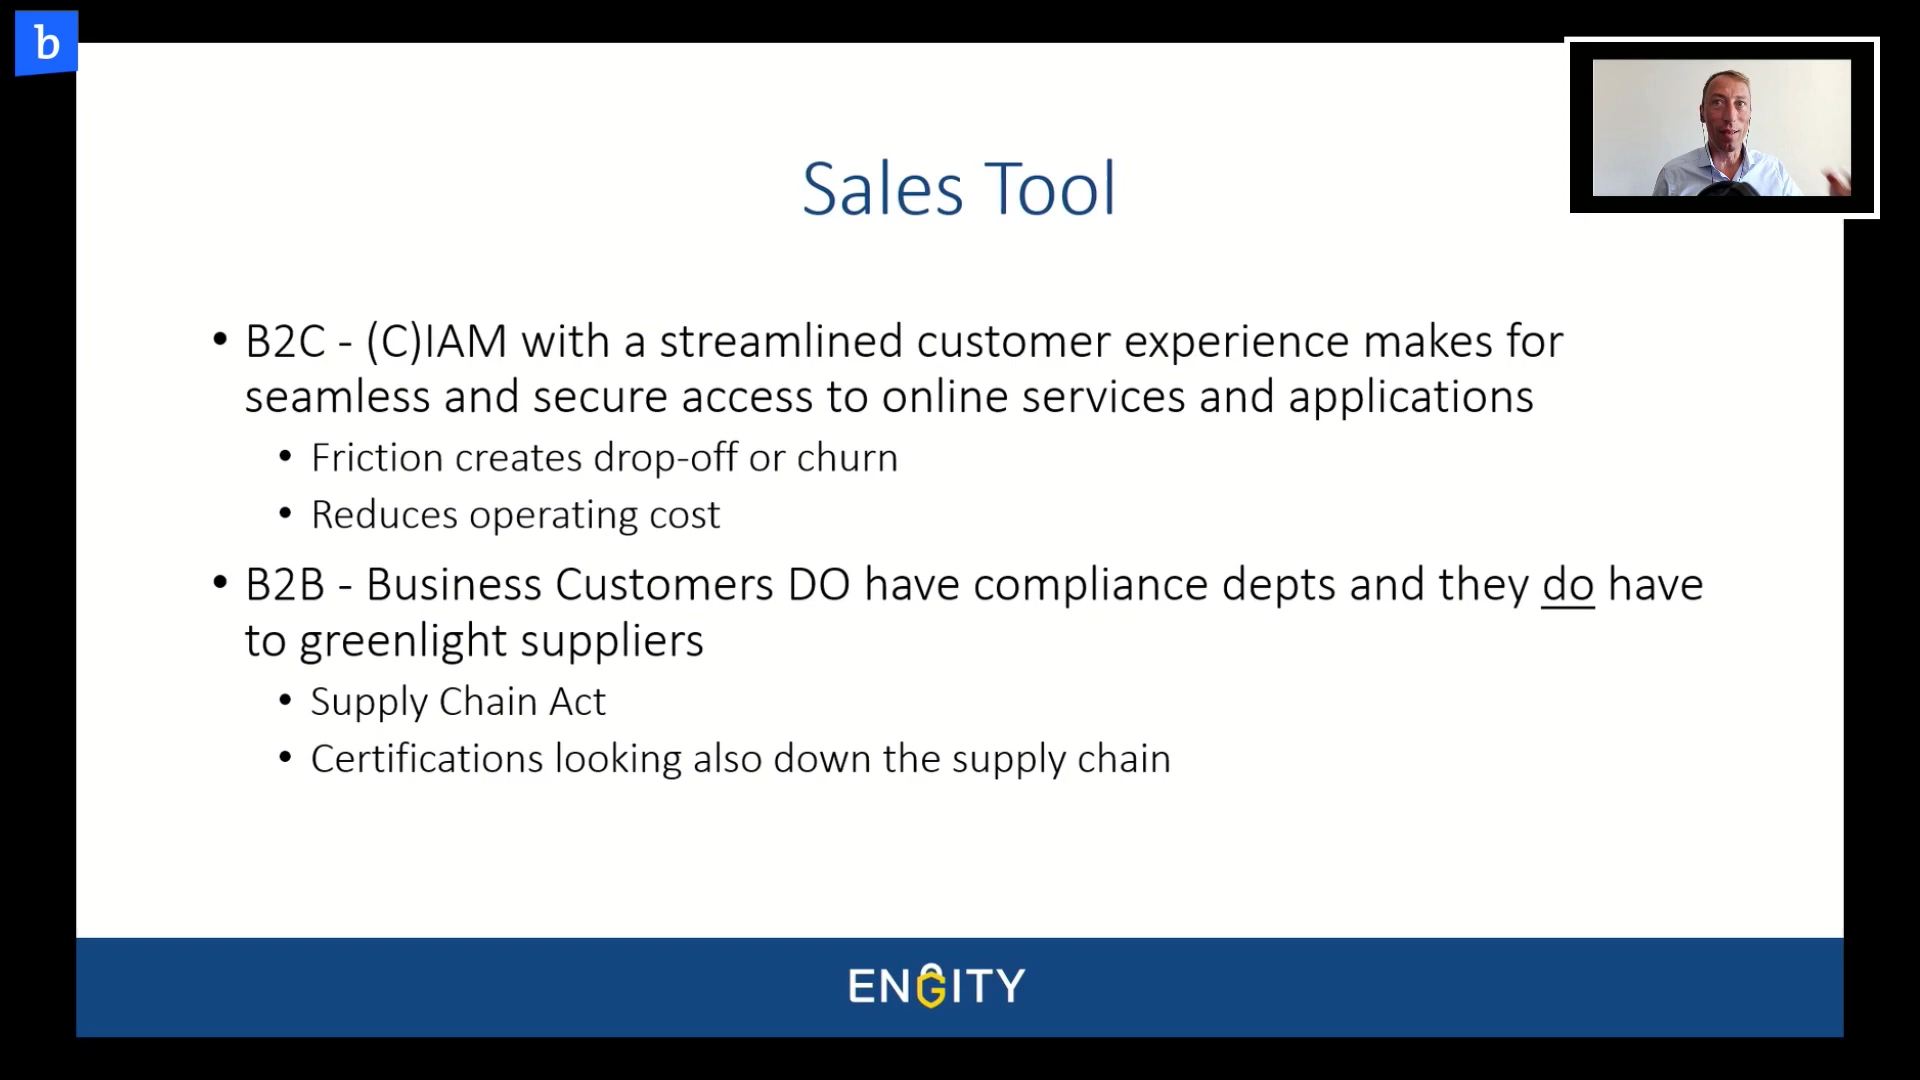 b
Sales Tool
• B2C - (C)IAM with a streamlined customer experience makes for
seamless and secure access to online services and applications
• Friction creates drop-off or churn
• Reduces operating cost
• B2B - Business Customers DO have compliance depts and they do have
to greenlight suppliers
• Supply Chain Act
• Certifications looking also down the supply chain
ENGITY